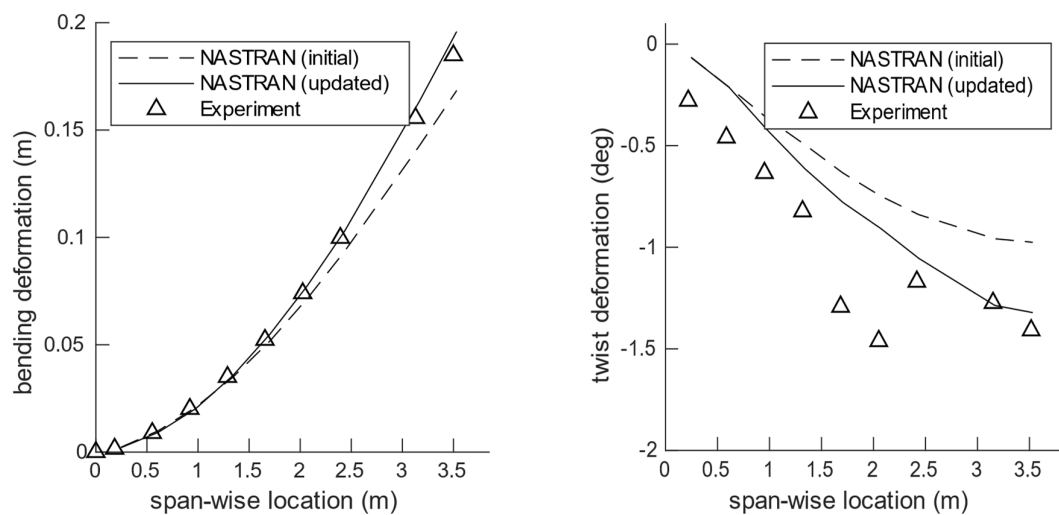 0.2
0.15
0.1
0.05
0
bending deformation (m)
NASTRAN (initial)
NASTRAN (updated)
Experiment
0 0.5 1 1.5 2 2.5 3 3.5
span-wise location (m)
0
-0.5
-1
-1.5
-2
twist deformation (deg)
NASTRAN (initial)
NASTRAN (updated)
Experiment
0 0.5 1 1.5 2 2.5 3 3.5
span-wise location (m)